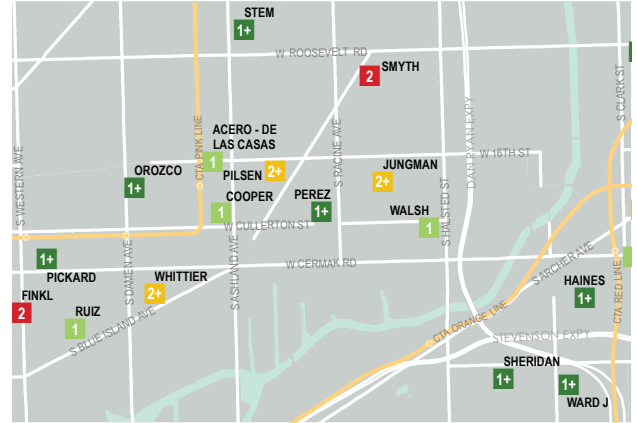 STEM
1+
W ROOSEVELT RD
SMYTH
2
S CLARK ST
ACERO - DE
LAS CASAS
1
CTA PINK LINE
S RACINE AVE
DAN RYAN EXPY
W 16TH ST
S WESTERN AVE
OROZCO
1+
PILSEN
2+
JUNGMAN
2+
COOPER
1
PEREZ
1+
WALSH
1
S HALSTED ST
W CULLERTON ST
S DAMEN AVE
S ASHLAND AVE
W CERMAK RD
S ARCHER AVE
1+
PICKARD
WHITTIER
2+
HAINES
1+
FINKL
2
RUIZ
1
S BLUE ISLAND AVE
CTA ORANGE LINE
CTA RED LINE
STEVENSON EXPY
SHERIDAN
1+
1+
WARD J